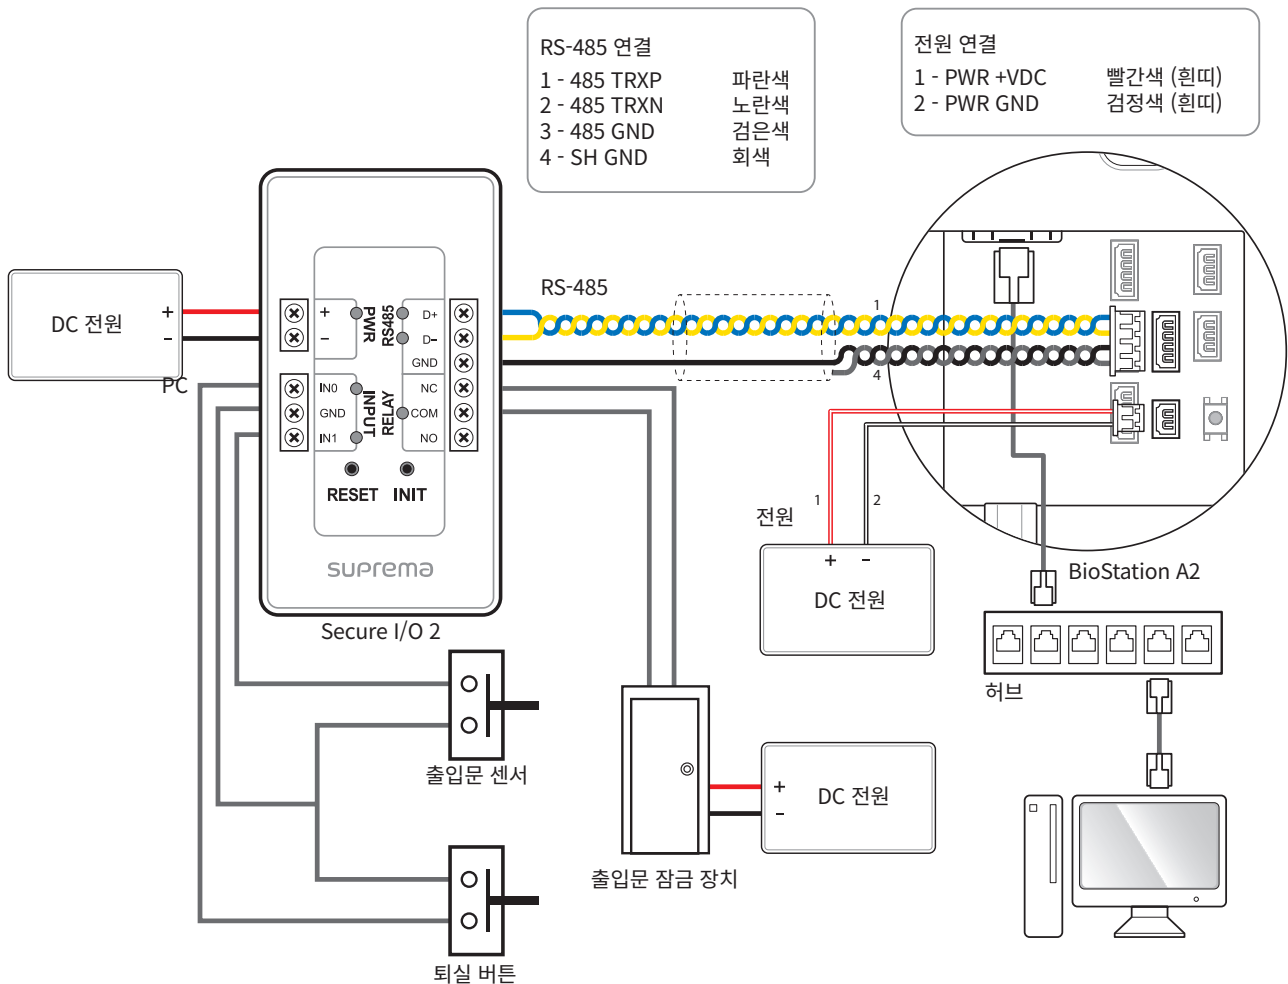 RS-485 연결
1 - 485 TRXP 파란색
2 - 485 TRXN 노란색
3 - 485 GND 검은색
4 - SH GND 회색
전원 연결
1 - PWR +VDC 빨간색 (흰띠)
2 - PWR GND 검정색 (흰띠)
DC 전원
+
−
PC
+
−
PWR
RS485
D+
D−
GND
IN0
GND
IN1
INPUT
RELAY
NC
COM
NO
RESET INIT
suprema
Secure I/O 2
RS-485
1
4
전원
1
2
+ −
DC 전원
BioStation A2
허브
출입문 센서
출입문 잠금 장치
+
−
DC 전원
퇴실 버튼